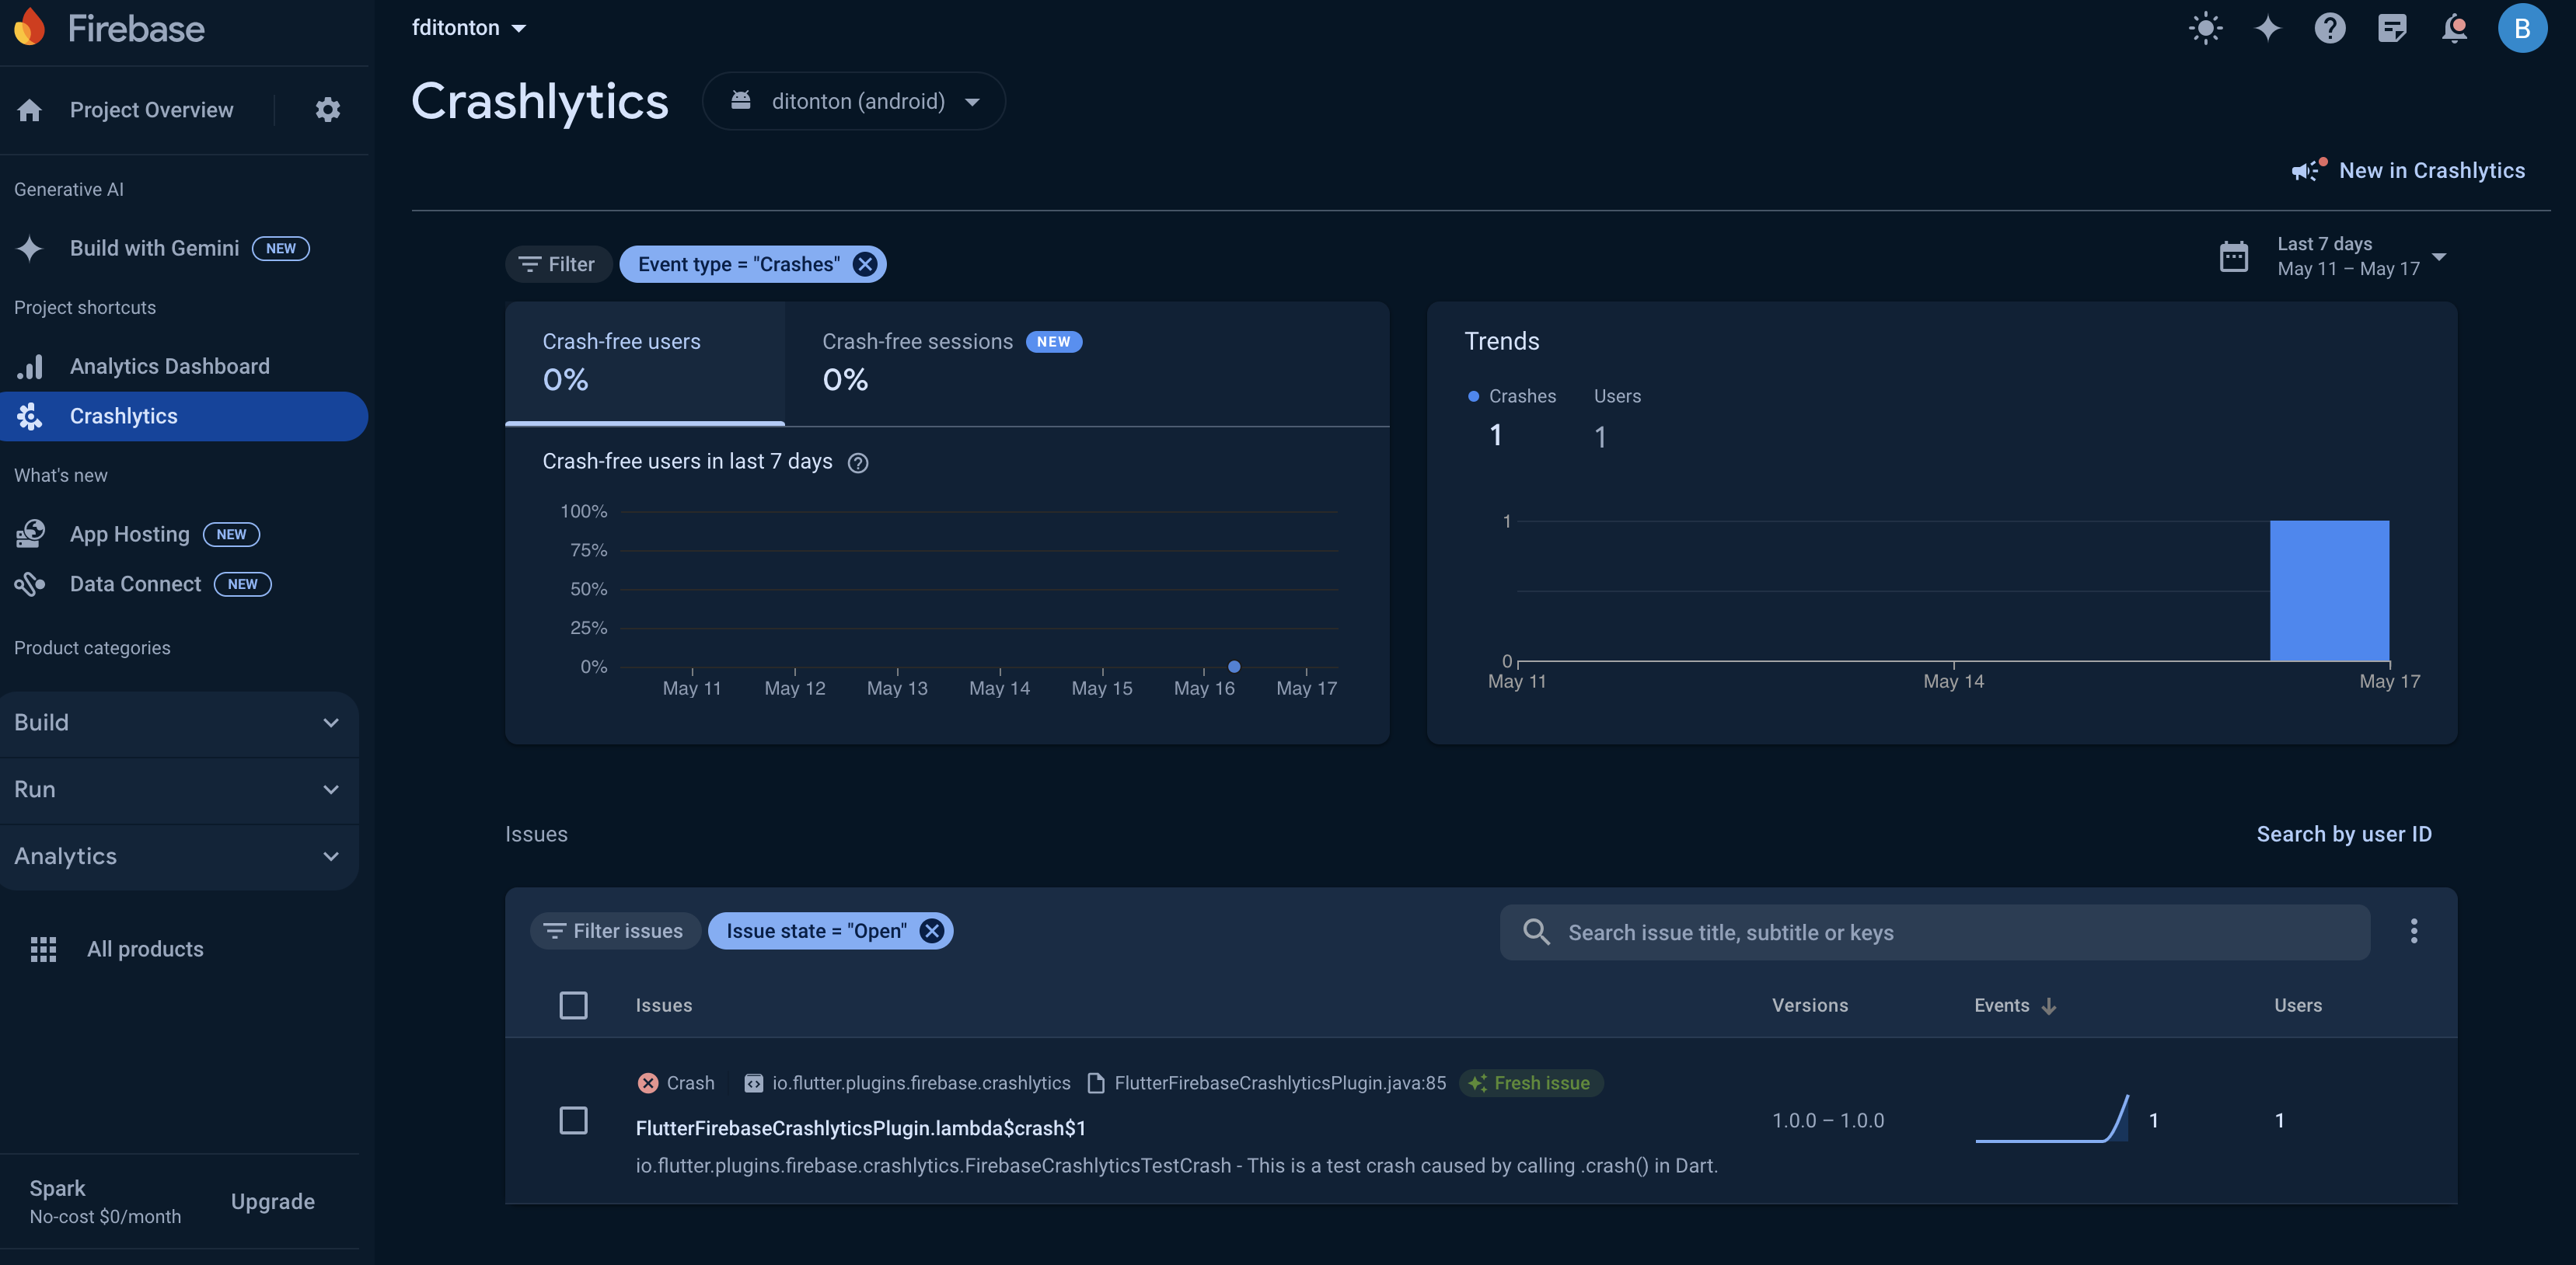 Firebase
fditonton
B
Project Overview
Crashlytics
ditonton (android)
New in Crashlytics
Generative AI
Build with Gemini NEW
Project shortcuts
Analytics Dashboard
Crashlytics
What's new
App Hosting NEW
Data Connect NEW
Product categories
Build
Run
Analytics
All products
Spark
No-cost $0/month
Upgrade
Filter
Event type = "Crashes"
Last 7 days
May 11 – May 17
Crash-free users
0%
Crash-free sessions NEW
0%
Crash-free users in last 7 days
100%
75%
50%
25%
0%
May 11 May 12 May 13 May 14 May 15 May 16 May 17
Trends
Crashes Users
1 1
1
0
May 11 May 14 May 17
Issues
Search by user ID
Filter issues
Issue state = "Open"
Search issue title, subtitle or keys
Issues Versions Events Users
Crash io.flutter.plugins.firebase.crashlytics FlutterFirebaseCrashlyticsPlugin.java:85 Fresh issue
FlutterFirebaseCrashlyticsPlugin.lambda$crash$1
io.flutter.plugins.firebase.crashlytics.FirebaseCrashlyticsTestCrash - This is a test crash caused by calling .crash() in Dart.
1.0.0 – 1.0.0 1 1